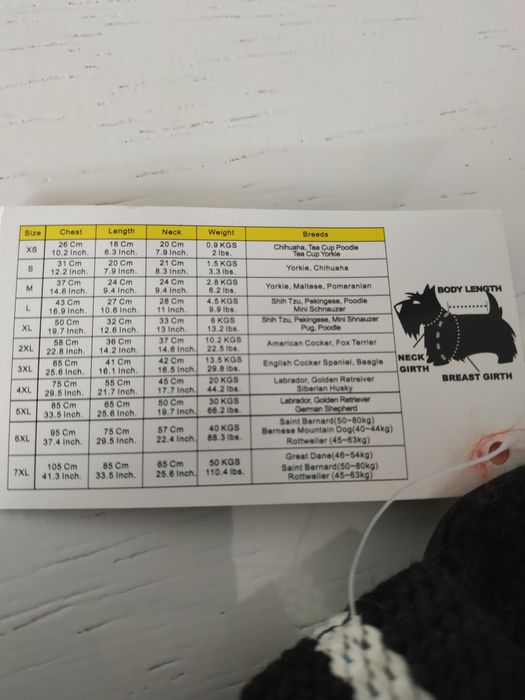 Size Chest Length Neck Weight Breeds
XS 26 Cm 16 Cm 20 Cm 0.9 KGS Chihuaha, Tea Cup Poodle
10.2 Inch. 6.3 Inch. 7.9 Inch. 2 lbs. Tea Cup Yorkie
S 31 Cm 20 Cm 21 Cm 1.5 KGS Yorkie, Chihuaha
12.2 Inch. 7.9 Inch. 8.3 Inch. 3.3 lbs.
M 37 Cm 24 Cm 24 Cm 2.8 KGS Yorkie, Maltese, Pomeranian
14.6 Inch. 9.4 Inch. 9.4 Inch. 6.2 lbs.
L 43 Cm 27 Cm 28 Cm 4.5 KGS Shih Tzu, Pekingese, Poodle
16.9 Inch. 10.6 Inch. 11 Inch. 9.9 lbs. Mini Schnauzer
XL 50 Cm 32 Cm 33 Cm 6 KGS Shih Tzu, Pekingese, Mini Shnauzer
19.7 Inch. 12.6 Inch. 13 Inch. 13.2 lbs. Pug, Poodle
2XL 58 Cm 36 Cm 37 Cm 10.2 KGS American Cocker, Fox Terrier
22.8 Inch. 14.2 Inch. 14.6 Inch. 22.5 lbs.
3XL 65 Cm 41 Cm 42 Cm 13.5 KGS English Cocker Spaniel, Beagle
25.6 Inch. 16.1 Inch. 16.5 Inch. 29.8 lbs.
4XL 75 Cm 55 Cm 45 Cm 20 KGS Labrador, Golden Retreiver
29.5 Inch. 21.7 Inch. 17.7 Inch. 44.2 lbs. Siberian Husky
5XL 85 Cm 65 Cm 50 Cm 30 KGS Labrador, Golden Retriever
33.5 Inch. 25.6 Inch. 19.7 Inch. 66.2 lbs. German Shepherd
6XL 95 Cm 75 Cm 57 Cm 40 KGS Saint Bernard(50-80kg)
37.4 Inch. 29.5 Inch. 22.4 Inch. 88.3 lbs. Bernese Mountain Dog(40-44kg)
Rottweiler (45-63kg)
7XL 105 Cm 85 Cm 65 Cm 50 KGS Great Dane(46-54kg)
41.3 Inch. 33.5 Inch. 25.6 Inch. 110.4 lbs. Saint Bernard(50-80kg)
Rottweiler (45-63kg)
BODY LENGTH
NECK
GIRTH
BREAST GIRTH